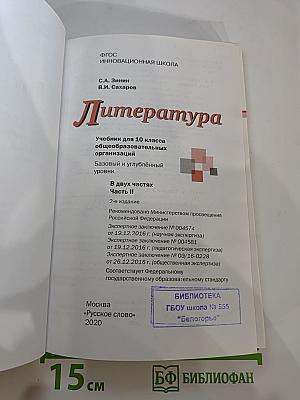 ФГОС
ИННОВАЦИОННАЯ ШКОЛА
С.А. Зинин
В.И. Сахаров
Литература
Учебник для 10 класса
общеобразовательных
организаций
Базовый и углублённый
уровни
В двух частях
Часть II
2-е издание
Рекомендовано Министерством просвещения
Российской Федерации
Экспертное заключение № 004574
от 19.12.2016 г. (научная экспертиза)
Экспертное заключение № 004581
от 19.12.2016 г. (педагогическая экспертиза)
Экспертное заключение № 03/16-0228
от 26.12.2016 г. (общественная экспертиза)
Соответствует Федеральному
государственному образовательному стандарту
БИБЛИОТЕКА
ГБОУ школа № 555
"Белогорье"
Москва
«Русское слово»
2020
15 см
БФ БИБЛИОФАН